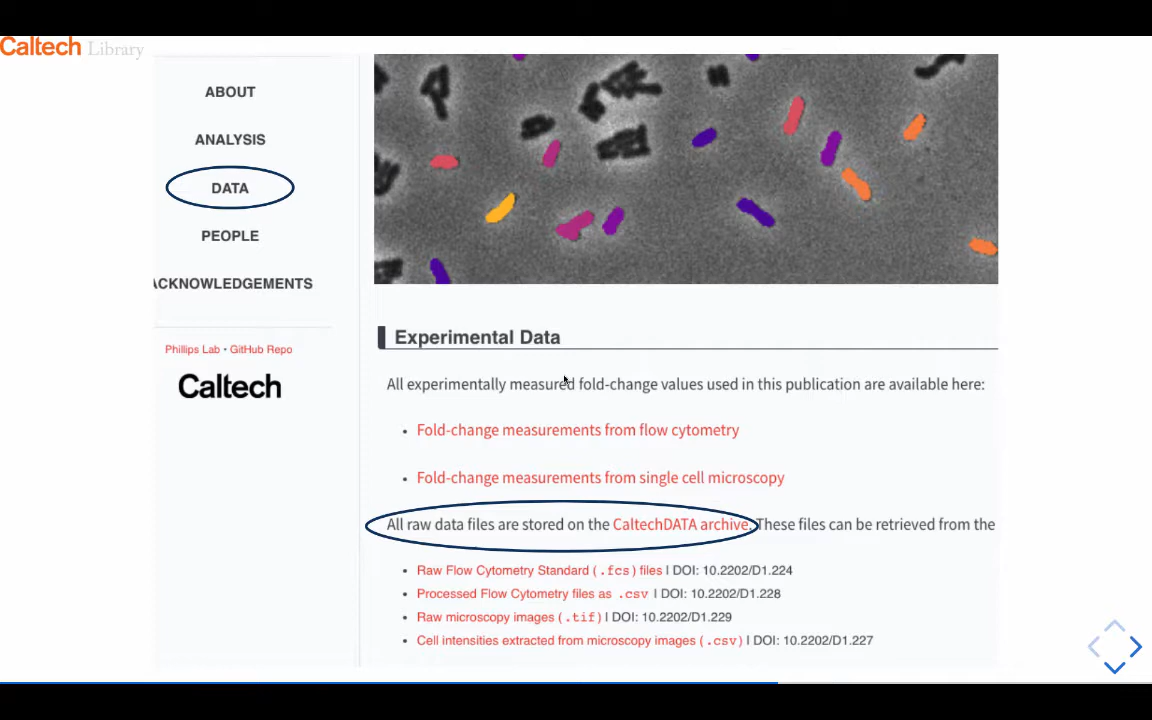 Caltech Library
ABOUT
ANALYSIS
DATA
PEOPLE
ACKNOWLEDGEMENTS
Phillips Lab • GitHub Repo
Caltech
Experimental Data
All experimentally measured fold-change values used in this publication are available here:
• Fold-change measurements from flow cytometry
• Fold-change measurements from single cell microscopy
All raw data files are stored on the CaltechDATA archive. These files can be retrieved from the
• Raw Flow Cytometry Standard (.fcs) files | DOI: 10.2202/D1.224
• Processed Flow Cytometry files as .csv | DOI: 10.2202/D1.228
• Raw microscopy images (.tif) | DOI: 10.2202/D1.229
• Cell intensities extracted from microscopy images (.csv) | DOI: 10.2202/D1.227